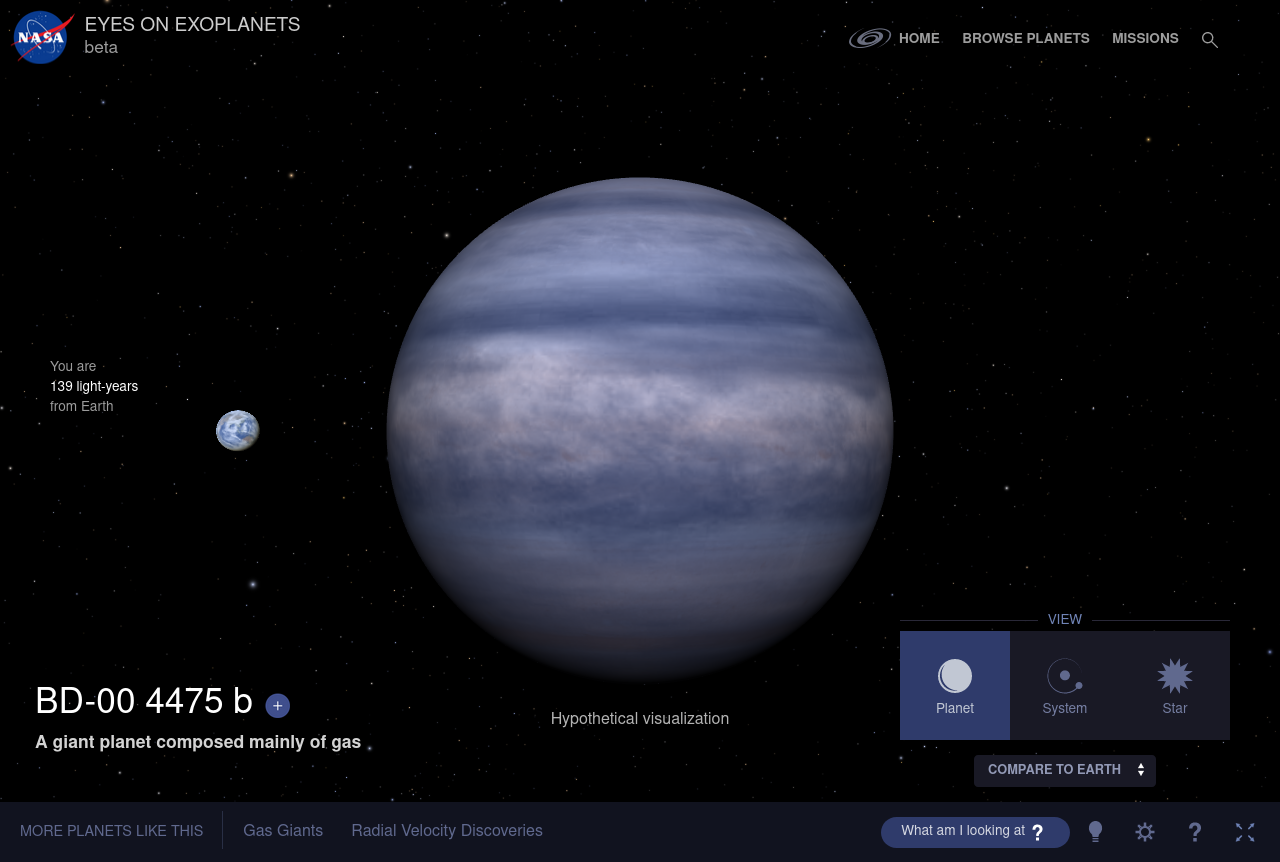 NASA
EYES ON EXOPLANETS
beta
HOME
BROWSE PLANETS
MISSIONS
You are
139 light-years
from Earth
VIEW
Planet
System
Star
BD-00 4475 b +
A giant planet composed mainly of gas
Hypothetical visualization
COMPARE TO EARTH
MORE PLANETS LIKE THIS
Gas Giants
Radial Velocity Discoveries
What am I looking at ?
?